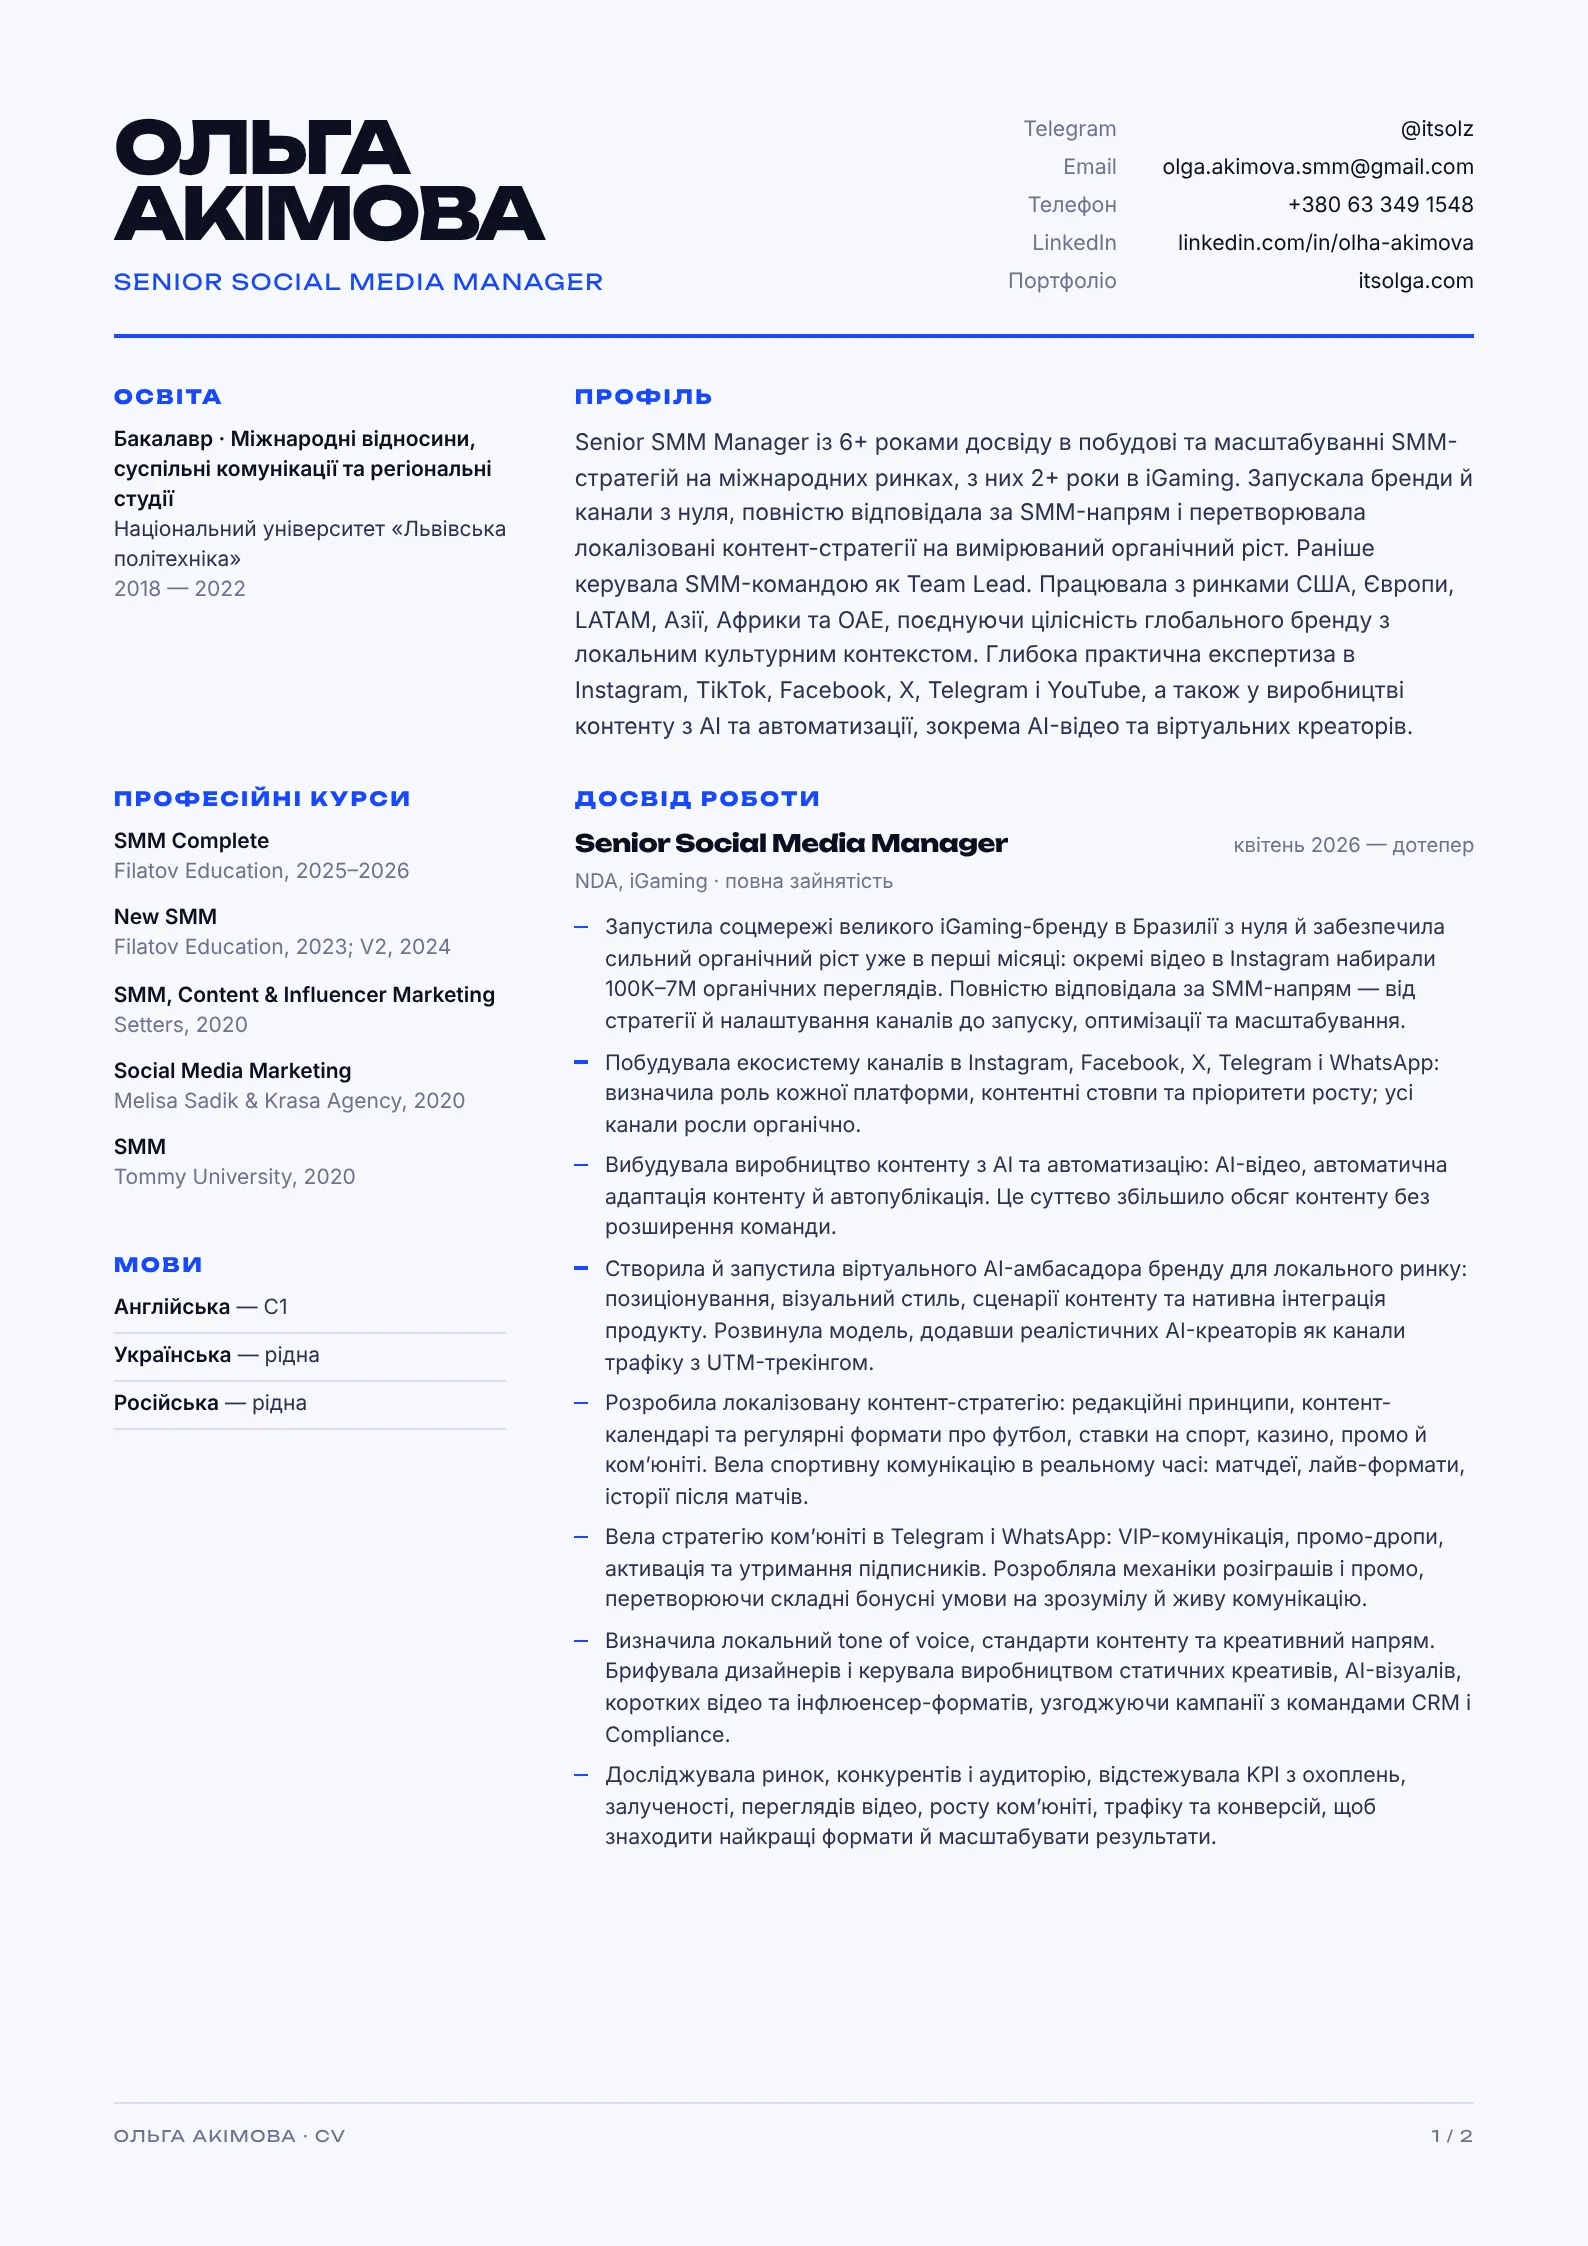 ОЛЬГА
АКІМОВА
SENIOR SOCIAL MEDIA MANAGER
Telegram @itsolz
Email olga.akimova.smm@gmail.com
Телефон +380 63 349 1548
LinkedIn linkedin.com/in/olha-akimova
Портфоліо itsolga.com
ОСВІТА
Бакалавр · Міжнародні відносини,
суспільні комунікації та регіональні
студії
Національний університет «Львівська
політехніка»
2018 — 2022
ПРОФІЛЬ
Senior SMM Manager із 6+ роками досвіду в побудові та масштабуванні SMM-
стратегій на міжнародних ринках, з них 2+ роки в iGaming. Запускала бренди й
канали з нуля, повністю відповідала за SMM-напрям і перетворювала
локалізовані контент-стратегії на вимірюваний органічний ріст. Раніше
керувала SMM-командою як Team Lead. Працювала з ринками США, Європи,
LATAM, Азії, Африки та ОАЕ, поєднуючи цілісність глобального бренду з
локальним культурним контекстом. Глибока практична експертиза в
Instagram, TikTok, Facebook, X, Telegram і YouTube, а також у виробництві
контенту з AI та автоматизації, зокрема AI-відео та віртуальних креаторів.
ПРОФЕСІЙНІ КУРСИ
SMM Complete
Filatov Education, 2025–2026
New SMM
Filatov Education, 2023; V2, 2024
SMM, Content & Influencer Marketing
Setters, 2020
Social Media Marketing
Melisa Sadik & Krasa Agency, 2020
SMM
Tommy University, 2020
МОВИ
Англійська — C1
Українська — рідна
Російська — рідна
ДОСВІД РОБОТИ
Senior Social Media Manager квітень 2026 — дотепер
NDA, iGaming · повна зайнятість
– Запустила соцмережі великого iGaming-бренду в Бразилії з нуля й забезпечила
сильний органічний ріст уже в перші місяці: окремі відео в Instagram набирали
100K–7M органічних переглядів. Повністю відповідала за SMM-напрям — від
стратегії й налаштування каналів до запуску, оптимізації та масштабування.
– Побудувала екосистему каналів в Instagram, Facebook, X, Telegram і WhatsApp:
визначила роль кожної платформи, контентні стовпи та пріоритети росту; усі
канали росли органічно.
– Вибудувала виробництво контенту з AI та автоматизацію: AI-відео, автоматична
адаптація контенту й автопублікація. Це суттєво збільшило обсяг контенту без
розширення команди.
– Створила й запустила віртуального AI-амбасадора бренду для локального ринку:
позиціонування, візуальний стиль, сценарії контенту та нативна інтеграція
продукту. Розвинула модель, додавши реалістичних AI-креаторів як канали
трафіку з UTM-трекінгом.
– Розробила локалізовану контент-стратегію: редакційні принципи, контент-
календарі та регулярні формати про футбол, ставки на спорт, казино, промо й
ком’юніті. Вела спортивну комунікацію в реальному часі: матчдеї, лайв-формати,
історії після матчів.
– Вела стратегію ком’юніті в Telegram і WhatsApp: VIP-комунікація, промо-дропи,
активація та утримання підписників. Розробляла механіки розіграшів і промо,
перетворюючи складні бонусні умови на зрозумілу й живу комунікацію.
– Визначила локальний tone of voice, стандарти контенту та креативний напрям.
Брифувала дизайнерів і керувала виробництвом статичних креативів, AI-візуалів,
коротких відео та інфлюенсер-форматів, узгоджуючи кампанії з командами CRM і
Compliance.
– Досліджувала ринок, конкурентів і аудиторію, відстежувала KPI з охоплень,
залученості, переглядів відео, росту ком’юніті, трафіку та конверсій, щоб
знаходити найкращі формати й масштабувати результати.
ОЛЬГА АКІМОВА · CV 1 / 2